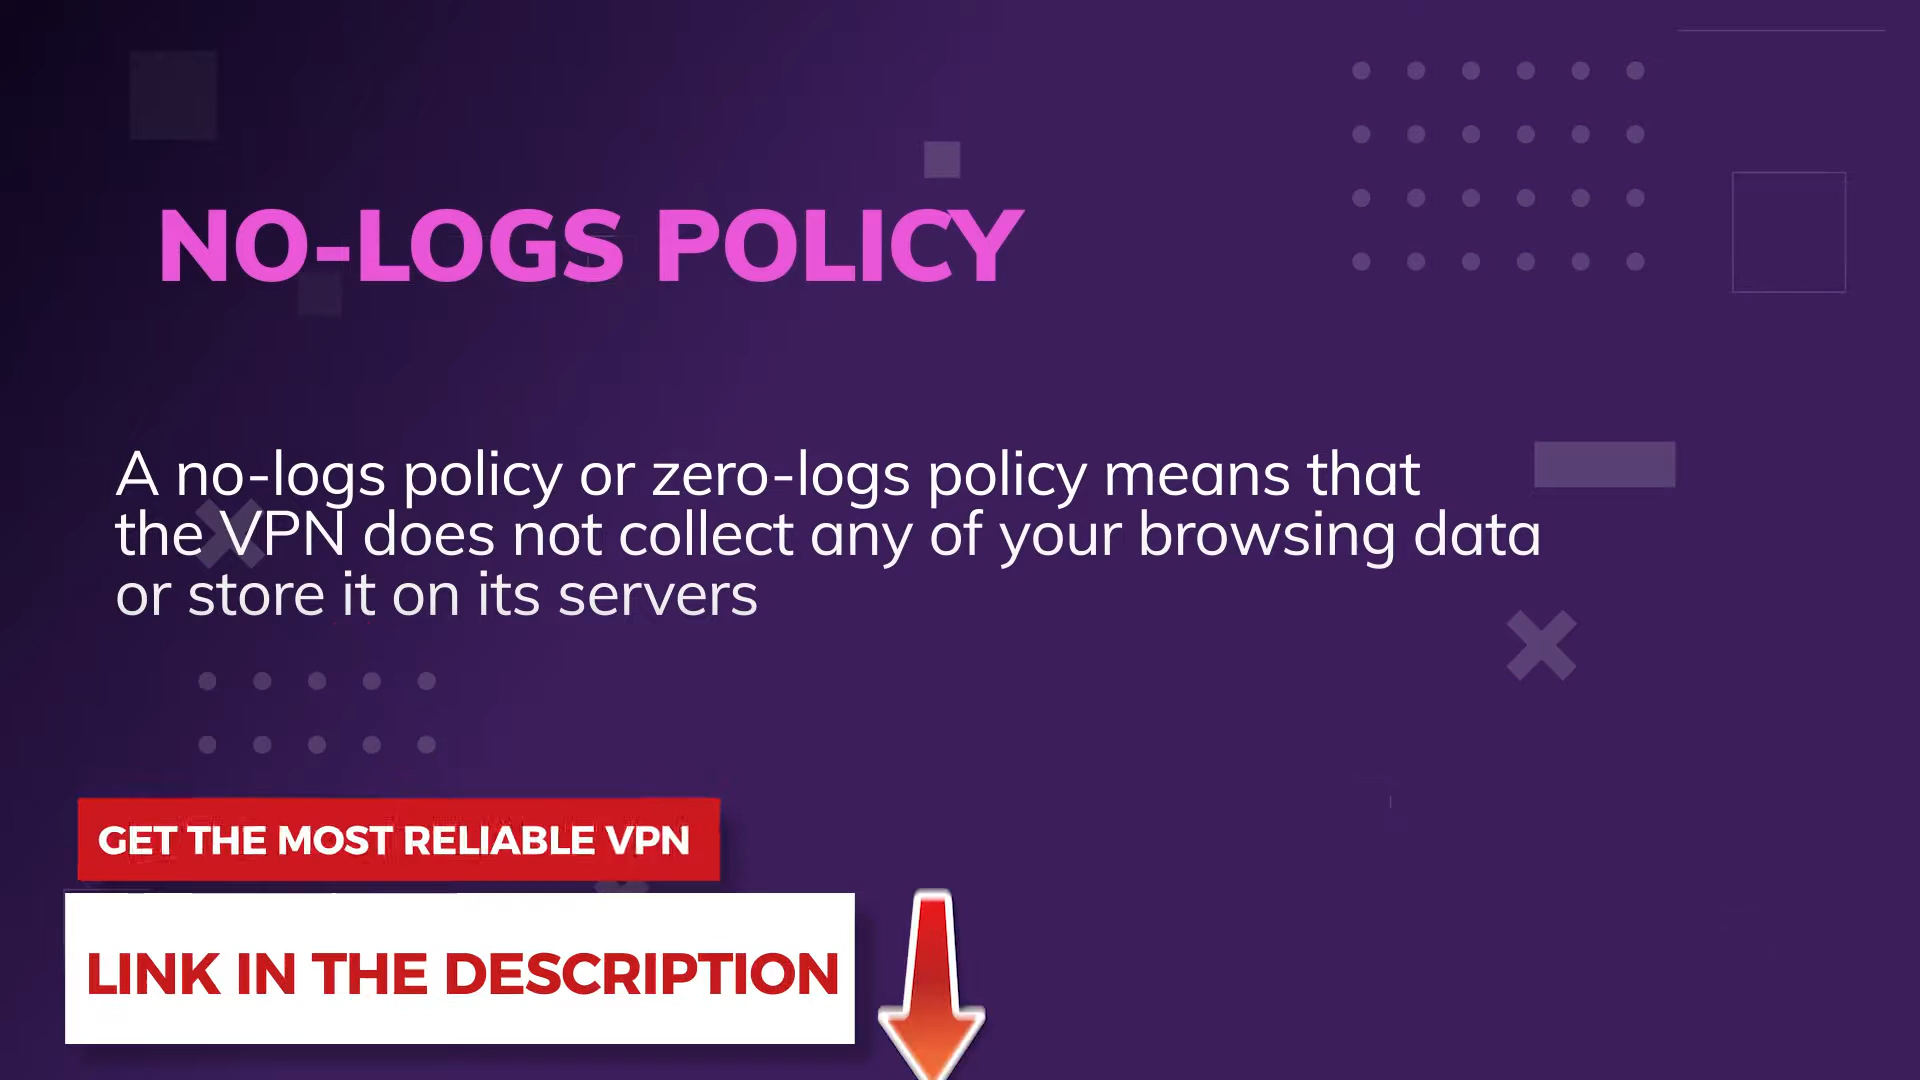 NO-LOGS POLICY
A no-logs policy or zero-logs policy means that
the VPN does not collect any of your browsing data
or store it on its servers
GET THE MOST RELIABLE VPN
LINK IN THE DESCRIPTION